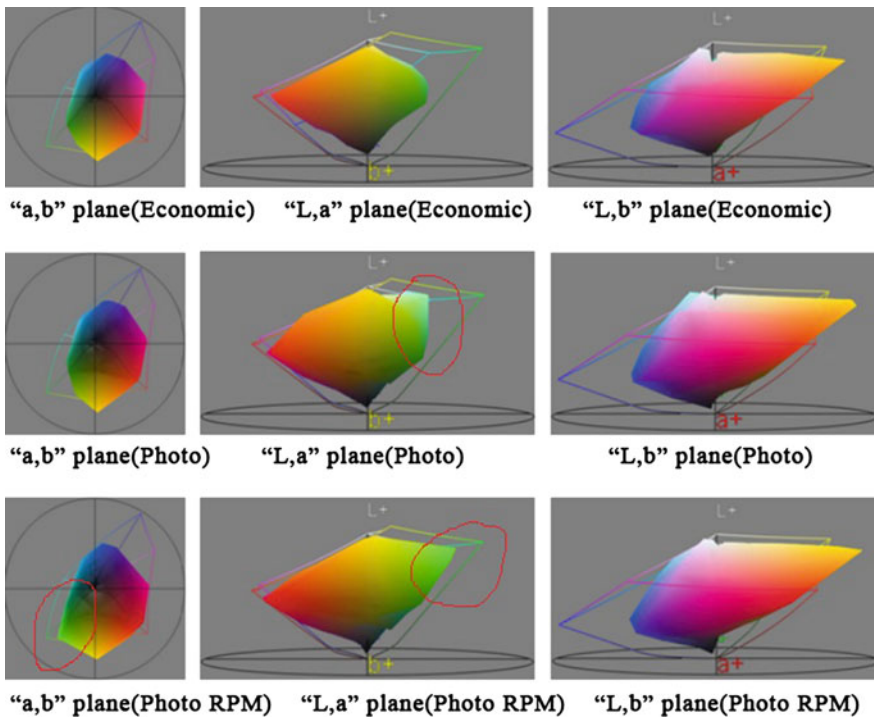 L+ L+
b+ a+
“a,b” plane(Economic) “L,a” plane(Economic) “L,b” plane(Economic)
L+ L+
b+ a+
“a,b” plane(Photo) “L,a” plane(Photo) “L,b” plane(Photo)
L+ L+
b+ a+
“a,b” plane(Photo RPM) “L,a” plane(Photo RPM) “L,b” plane(Photo RPM)